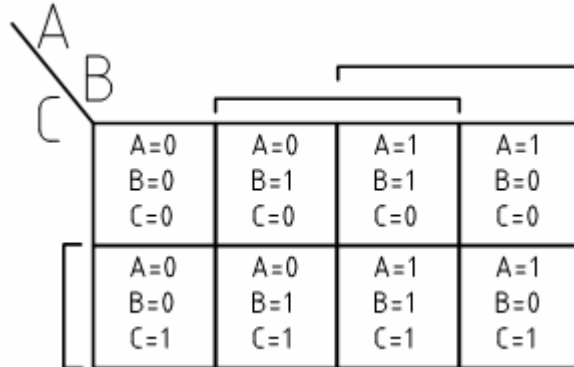 A
B
C
A=0 A=0 A=1 A=1
B=0 B=1 B=1 B=0
C=0 C=0 C=0 C=0
A=0 A=0 A=1 A=1
B=0 B=1 B=1 B=0
C=1 C=1 C=1 C=1